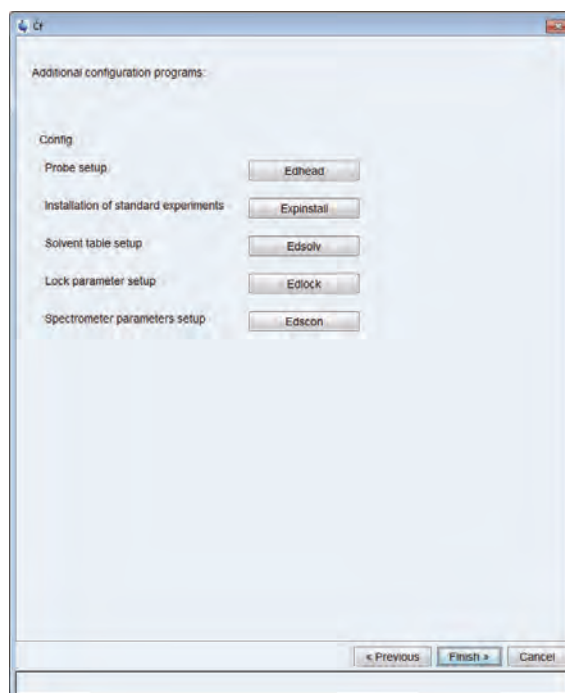 Cf
Additional configuration programs:
Config
Probe setup Edhead
Installation of standard experiments Expinstall
Solvent table setup Edsolv
Lock parameter setup Edlock
Spectrometer parameters setup Edscon
« Previous Finish » Cancel